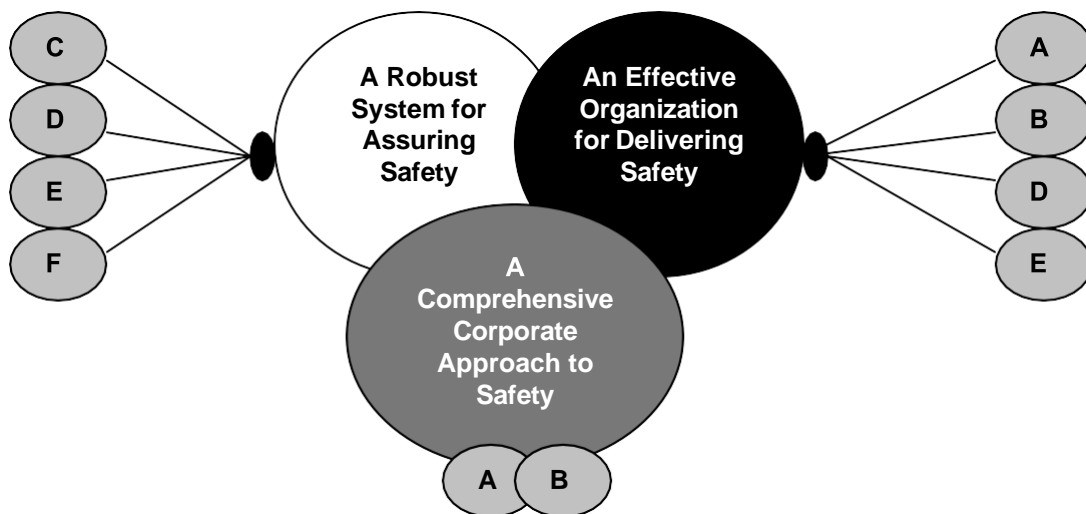 C
D
E
F
A Robust
System for
Assuring
Safety
An Effective
Organization
for Delivering
Safety
A
B
D
E
A
Comprehensive
Corporate
Approach to
Safety
A
B